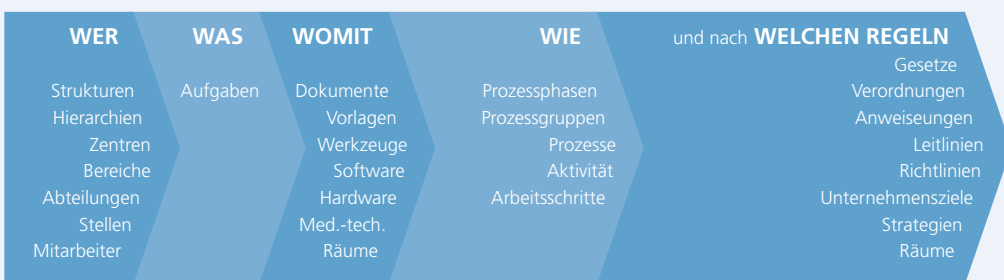 WER
Strukturen
Hierarchien
Zentren
Bereiche
Abteilungen
Stellen
Mitarbeiter
WAS
Aufgaben
WOMIT
Dokumente
Vorlagen
Werkzeuge
Software
Hardware
Med.-tech.
Räume
WIE
Prozessphasen
Prozessgruppen
Prozesse
Aktivität
Arbeitsschritte
und nach WELCHEN REGELN
Gesetze
Verordnungen
Anweiseungen
Leitlinien
Richtlinien
Unternehmensziele
Strategien
Räume